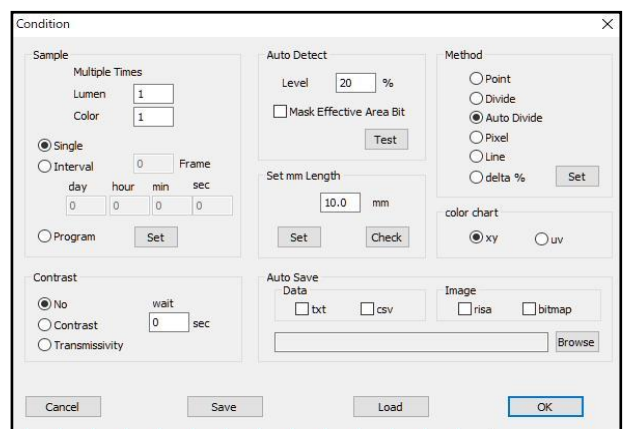 Condition
Sample
Multiple Times
Lumen 1
Color 1
Single
Interval 0 Frame
day hour min sec
0 0 0 0
Program Set
Auto Detect
Level 20 %
Mask Effective Area Bit
Test
Set mm Length
10.0 mm
Set Check
Method
Point
Divide
Auto Divide
Pixel
Line
delta % Set
color chart
xy uv
Contrast
No wait
Contrast 0 sec
Transmissivity
Auto Save
Data
txt csv
Image
risa bitmap
Browse
Cancel Save Load OK